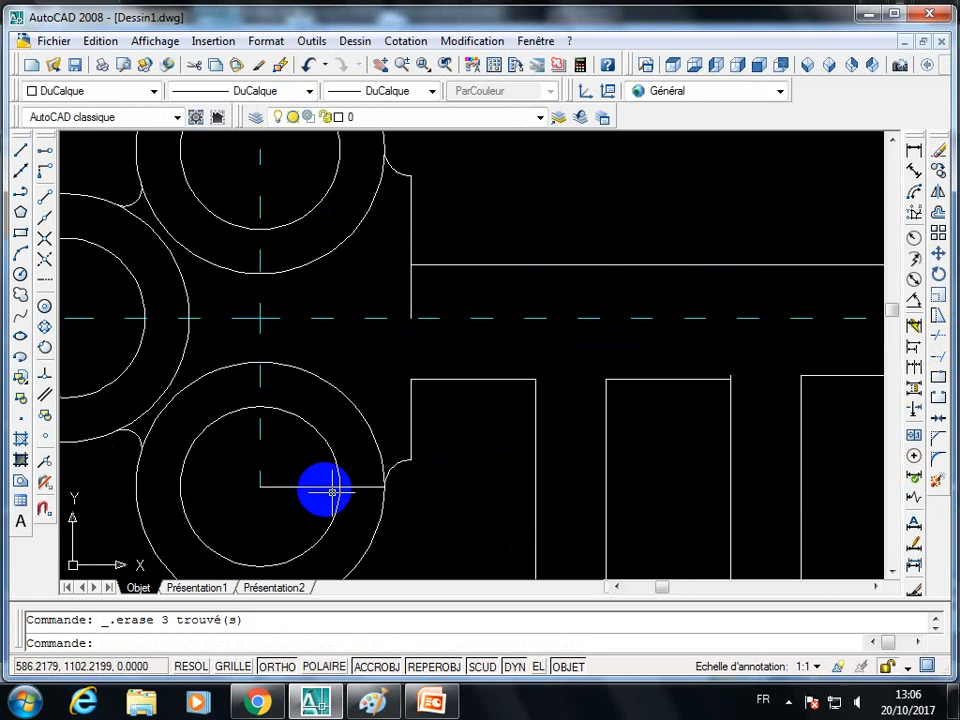 AutoCAD 2008 - [Dessin1.dwg]
Fichier Edition Affichage Insertion Format Outils Dessin Cotation Modification Fenêtre ?
DuCalque DuCalque DuCalque ParCouleur Général
AutoCAD classique 0
A
A
Y
X
Objet Présentation1 Présentation2
Commande: _.erase 3 trouvé(s)
Commande:
586.2179, 1102.2199, 0.0000 RESOL GRILLE ORTHO POLAIRE ACCROBJ REPEROBJ SCUD DYN EL OBJET Echelle d'annotation: 1:1
FR 13:06
20/10/2017